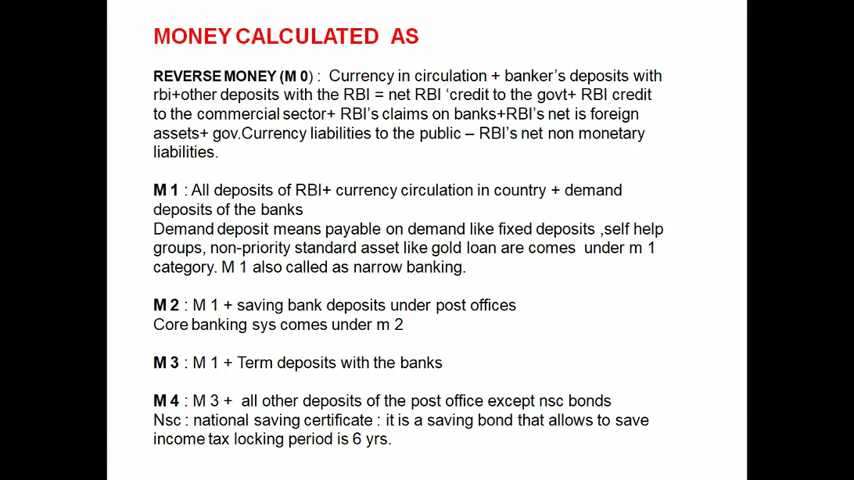 MONEY CALCULATED AS
REVERSE MONEY (M 0) : Currency in circulation + banker's deposits with
rbi+other deposits with the RBI = net RBI 'credit to the govt+ RBI credit
to the commercial sector+ RBI's claims on banks+RBI's net is foreign
assets+ gov.Currency liabilities to the public – RBI's net non monetary
liabilities.
M 1 : All deposits of RBI+ currency circulation in country + demand
deposits of the banks
Demand deposit means payable on demand like fixed deposits ,self help
groups, non-priority standard asset like gold loan are comes under m 1
category. M 1 also called as narrow banking.
M 2 : M 1 + saving bank deposits under post offices
Core banking sys comes under m 2
M 3 : M 1 + Term deposits with the banks
M 4 : M 3 + all other deposits of the post office except nsc bonds
Nsc : national saving certificate : it is a saving bond that allows to save
income tax locking period is 6 yrs.